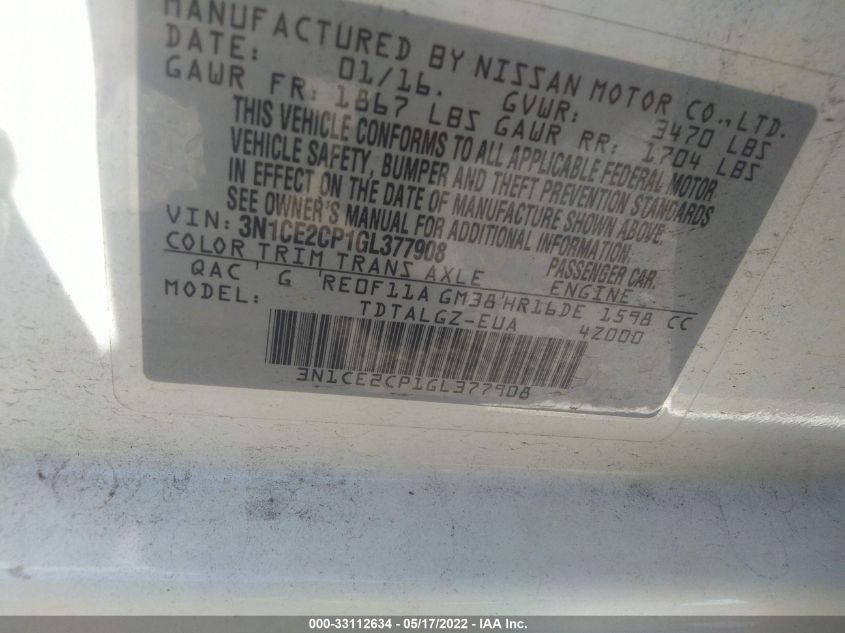 MANUFACTURED BY NISSAN MOTOR CO., LTD.
DATE: 01/16. GVWR: 3470 LBS
GAWR FR: 1867 LBS GAWR RR: 1704 LBS
THIS VEHICLE CONFORMS TO ALL APPLICABLE FEDERAL MOTOR
VEHICLE SAFETY, BUMPER AND THEFT PREVENTION STANDARDS
IN EFFECT ON THE DATE OF MANUFACTURE SHOWN ABOVE.
SEE OWNER'S MANUAL FOR ADDITIONAL INFORMATION.
VIN: 3N1CE2CP1GL377908 PASSENGER CAR.
COLOR TRIM TRANS AXLE ENGINE
QAC ' G 'RE0F11A GM38'HR16DE 1598 CC
MODEL: TDTALGZ-EUA 4Z000
3N1CE2CP1GL377908
000-33112634 - 05/17/2022 - IAA Inc.